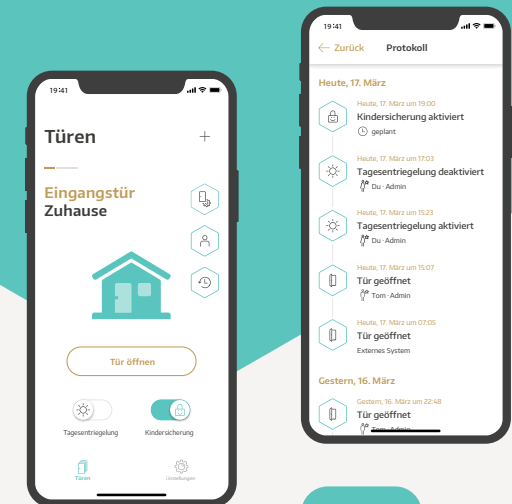 19:41
Türen
Eingangstür
Zuhause
Tür öffnen
Tagesentriegelung
Kindersicherung
Türen
Einstellungen
19:41
Zurück
Protokoll
Heute, 17. März
Heute, 17. März um 19:00
Kindersicherung aktiviert
geplant
Heute, 17. März um 17:03
Tagesentriegelung deaktiviert
Du · Admin
Heute, 17. März um 15:23
Tagesentriegelung aktiviert
Du · Admin
Heute, 17. März um 15:07
Tür geöffnet
Tom · Admin
Heute, 17. März um 07:05
Tür geöffnet
Externes System
Gestern, 16. März
Gestern, 16. März um 22:48
Tür geöffnet
Tom · Admin